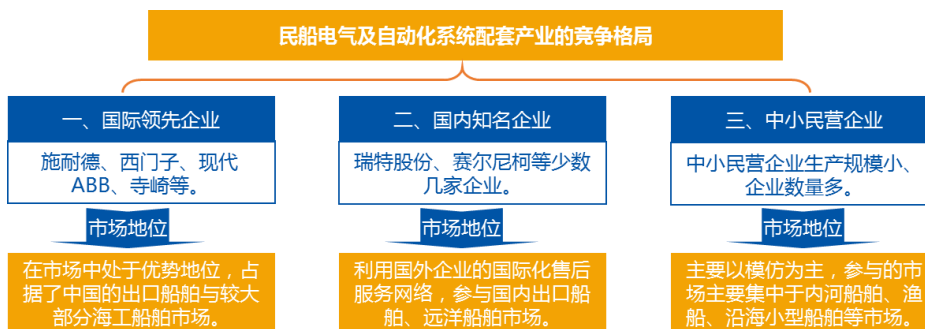 民船电气及自动化系统配套产业的竞争格局
一、国际领先企业
施耐德、西门子、现代
ABB、寺崎等。
市场地位
在市场中处于优势地位，占
据了中国的出口船舶与较大
部分海工船舶市场。
二、国内知名企业
瑞特股份、赛尔尼柯等少数
几家企业。
市场地位
利用国外企业的国际化售后
服务网络，参与国内出口船
舶、远洋船舶市场。
三、中小民营企业
中小民营企业生产规模小、
企业数量多。
市场地位
主要以模仿为主，参与的市
场主要集中于内河船舶、渔
船、沿海小型船舶等市场。